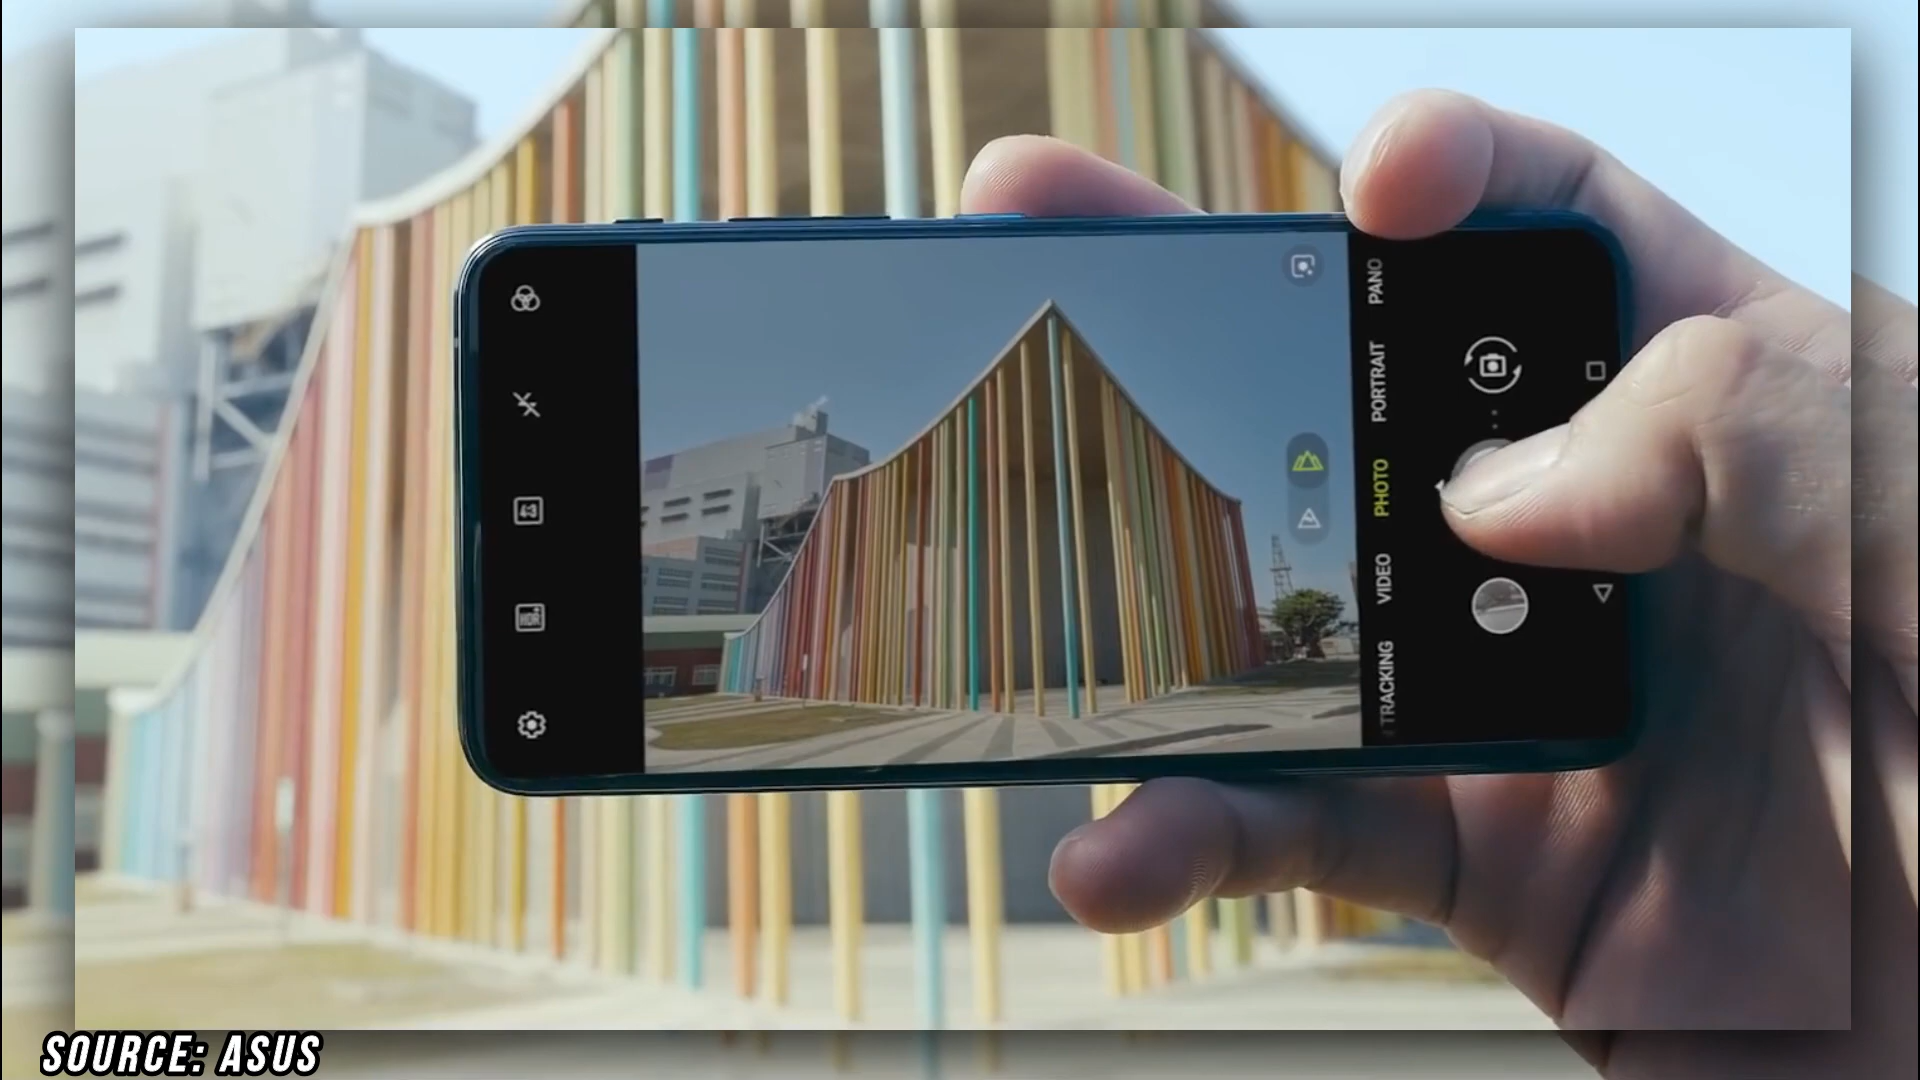 PANO
PORTRAIT
PHOTO
VIDEO
TRACKING
4:3
HDR
SOURCE: ASUS